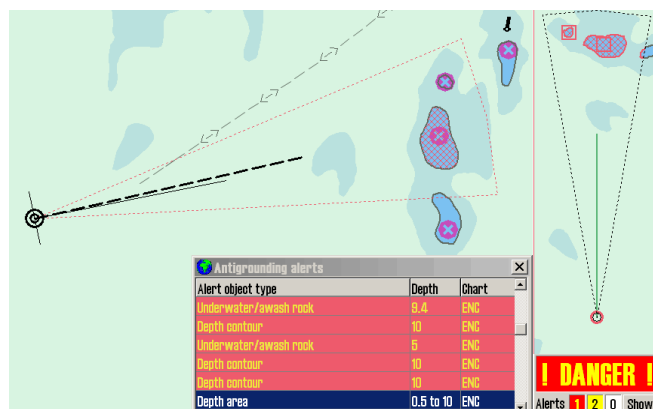 Antigrounding alerts
Alert object type Depth Chart
Underwater/awash rock 9.4 ENC
Depth contour 10 ENC
Underwater/awash rock 5 ENC
Depth contour 10 ENC
Depth contour 10 ENC
Depth area 0.5 to 10 ENC
! DANGER !
Alerts 1 2 0 Show